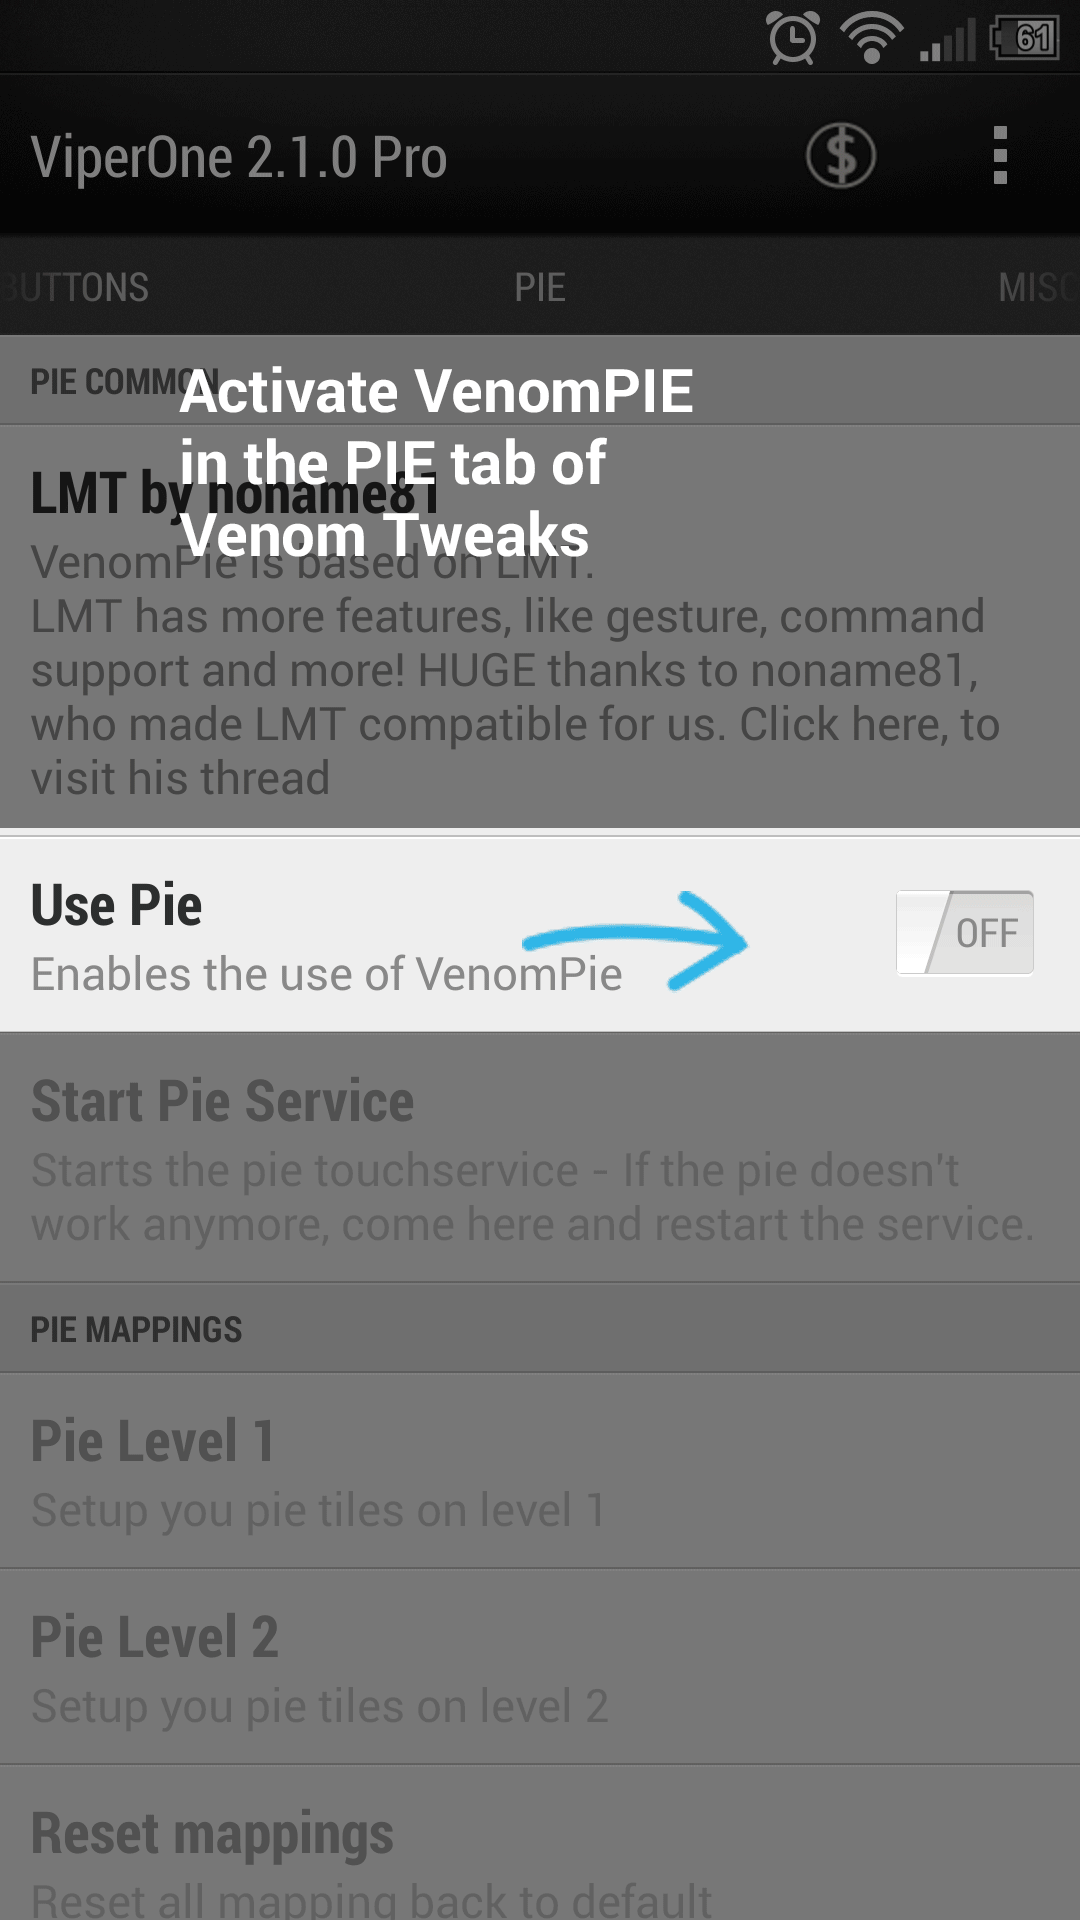 61
ViperOne 2.1.0 Pro
BUTTONS PIE MISC
PIE COMMON
Activate VenomPIE
in the PIE tab of
Venom Tweaks
LMT by noname81
VenomPie is based on LMT.
LMT has more features, like gesture, command
support and more! HUGE thanks to noname81,
who made LMT compatible for us. Click here, to
visit his thread
Use Pie
OFF
Enables the use of VenomPie
Start Pie Service
Starts the pie touchservice - If the pie doesn't
work anymore, come here and restart the service.
PIE MAPPINGS
Pie Level 1
Setup you pie tiles on level 1
Pie Level 2
Setup you pie tiles on level 2
Reset mappings
Reset all mapping back to default